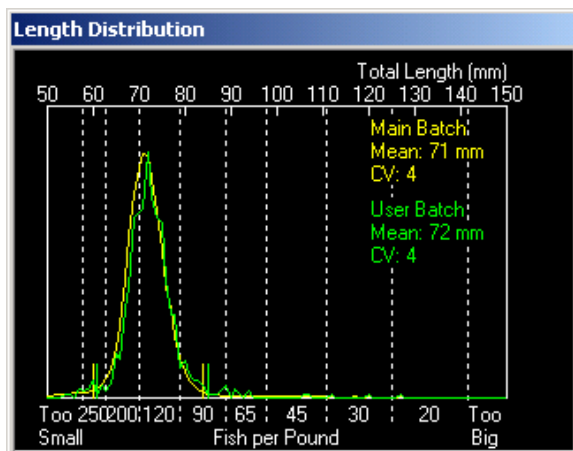 Length Distribution
Total Length (mm)
50 60 70 80 90 100 110 120 130 140 150
Main Batch
Mean: 71 mm
CV: 4
User Batch
Mean: 72 mm
CV: 4
Too 250 200 120 90 65 45 30 20 Too
Small Fish per Pound Big